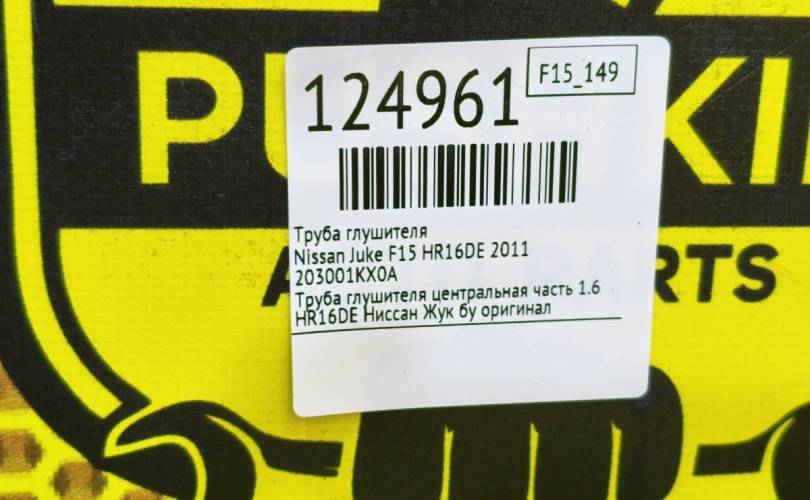 124961
F15_149
Труба глушителя
Nissan Juke F15 HR16DE 2011
203001KX0A
Труба глушителя центральная часть 1.6
HR16DE Ниссан Жук бу оригинал